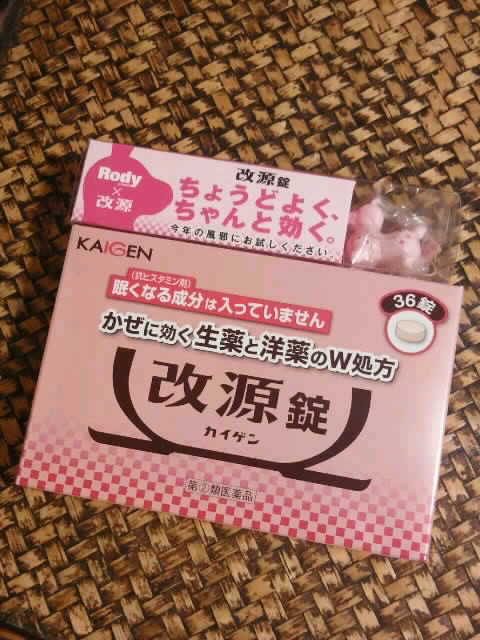 Rody
×
改源
改源錠
ちょうどよく、
ちゃんと効く。
今年の風邪にお試しください。
KAIGEN
(抗ヒスタミン剤)
眠くなる成分は入っていません
36錠
かぜに効く生薬と洋薬のW処方
改源錠
カイゲン
指②類医薬品